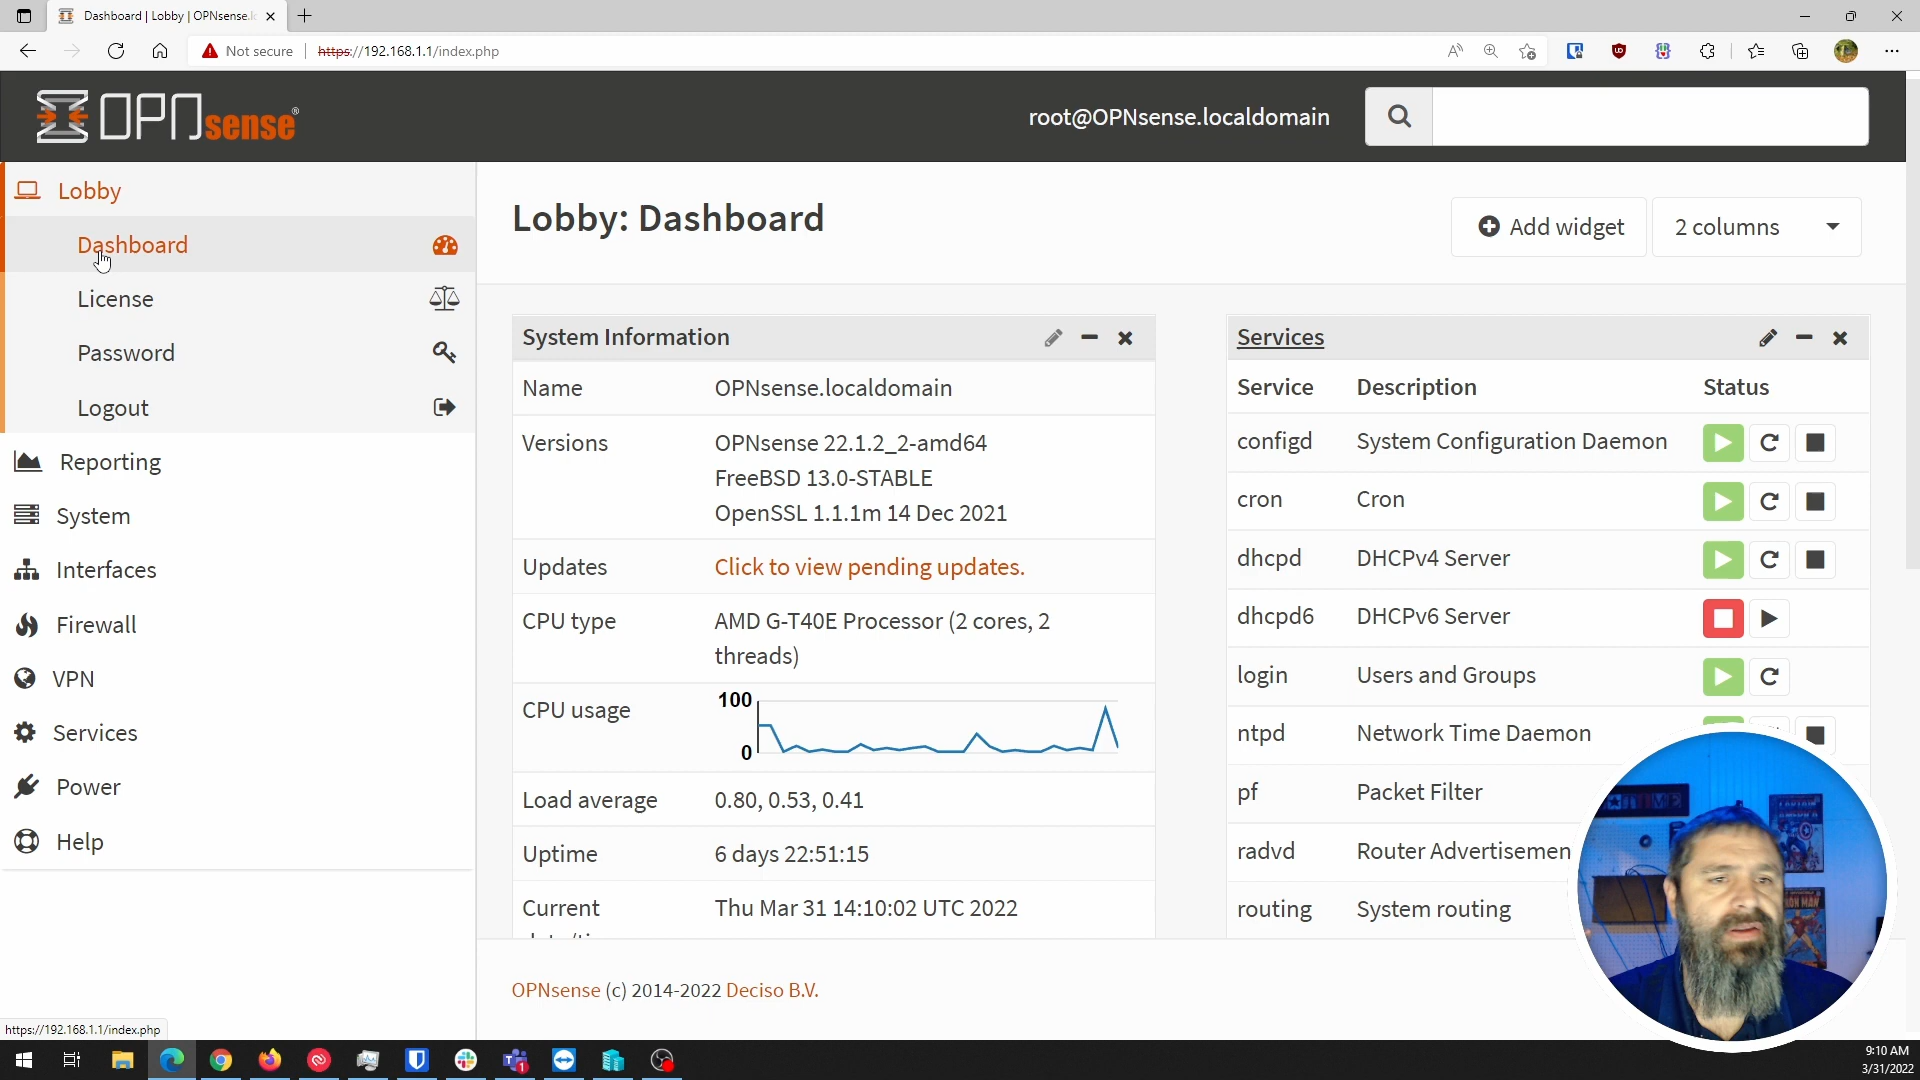 Dashboard | Lobby | OPNsense.lo
Not secure
https://192.168.1.1/index.php
OPNsense®
root@OPNsense.localdomain
Lobby
Dashboard
License
Password
Logout
Reporting
System
Interfaces
Firewall
VPN
Services
Power
Help
Lobby: Dashboard
Add widget
2 columns
System Information
Name OPNsense.localdomain
Versions OPNsense 22.1.2_2-amd64
FreeBSD 13.0-STABLE
OpenSSL 1.1.1m 14 Dec 2021
Updates Click to view pending updates.
CPU type AMD G-T40E Processor (2 cores, 2
threads)
CPU usage 100
0
Load average 0.80, 0.53, 0.41
Uptime 6 days 22:51:15
Current Thu Mar 31 14:10:02 UTC 2022
Services
Service Description Status
configd System Configuration Daemon
cron Cron
dhcpd DHCPv4 Server
dhcpd6 DHCPv6 Server
login Users and Groups
ntpd Network Time Daemon
pf Packet Filter
radvd Router Advertisemen
routing System routing
OPNsense (c) 2014-2022 Deciso B.V.
https://192.168.1.1/index.php
9:10 AM
3/31/2022